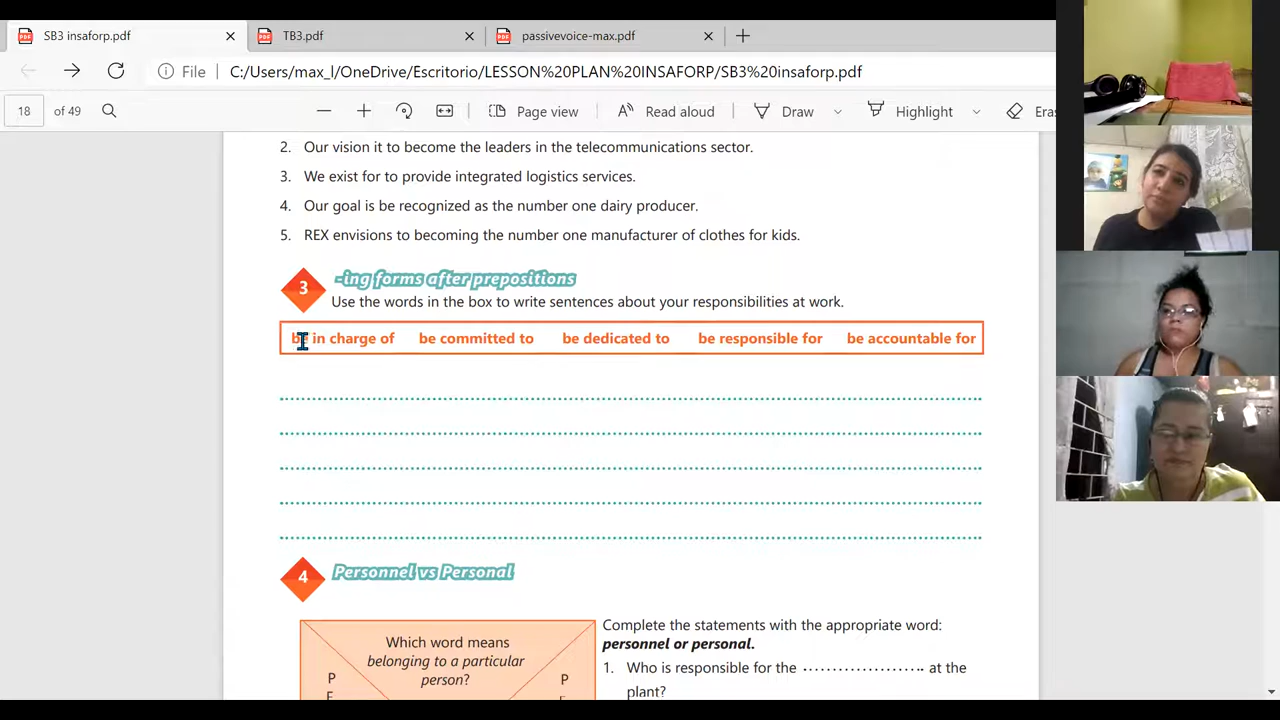 SB3 insaforp.pdf
TB3.pdf
passivevoice-max.pdf
File C:/Users/max_l/OneDrive/Escritorio/LESSON%20PLAN%20INSAFORP/SB3%20insaforp.pdf
18 of 49
Page view
Read aloud
Draw
Highlight
Eras
2. Our vision it to become the leaders in the telecommunications sector.
3. We exist for to provide integrated logistics services.
4. Our goal is be recognized as the number one dairy producer.
5. REX envisions to becoming the number one manufacturer of clothes for kids.
3 -ing forms after prepositions
Use the words in the box to write sentences about your responsibilities at work.
be in charge of be committed to be dedicated to be responsible for be accountable for
4 Personnel vs Personal
Which word means
belonging to a particular
person?
P P
Complete the statements with the appropriate word:
personnel or personal.
1. Who is responsible for the ........................ at the
plant?